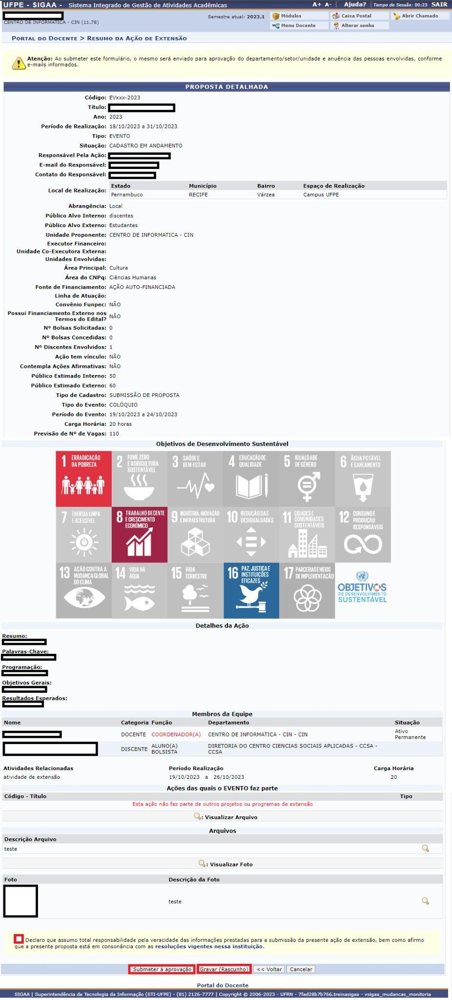 UFPE - SIGAA - Sistema Integrado de Gestão de Atividades Acadêmicas A+ A- Ajuda? Tempo de Sessão: 00:25 SAIR
CENTRO DE INFORMATICA - CIN (11.78)
Semestre atual: 2023.1
Módulos Caixa Postal Abrir Chamado
Menu Docente Alterar senha
PORTAL DO DOCENTE > RESUMO DA AÇÃO DE EXTENSÃO
Atenção: Ao submeter este formulário, o mesmo será enviado para aprovação do departamento/setor/unidade e anuência das pessoas envolvidas, conforme
e-mails informados.
PROPOSTA DETALHADA
Código: EVxxx-2023
Título:
Ano: 2023
Período de Realização: 18/10/2023 a 31/10/2023
Tipo: EVENTO
Situação: CADASTRO EM ANDAMENTO
Responsável Pela Ação:
E-mail do Responsável:
Contato do Responsável:
Local de Realização:
Estado Município Bairro Espaço de Realização
Pernambuco RECIFE Várzea Campus UFPE
Abrangência: Local
Público Alvo Interno: discentes
Público Alvo Externo: Estudantes
Unidade Proponente: CENTRO DE INFORMATICA - CIN
Executor Financeiro:
Unidade Co-Executora Externa:
Unidades Envolvidas:
Área Principal: Cultura
Área do CNPq: Ciências Humanas
Fonte de Financiamento: AÇÃO AUTO-FINANCIADA
Linha de Atuação:
Convênio Funpec: NÃO
Possui Financiamento Externo nos
Termos do Edital? NÃO
Nº Bolsas Solicitadas: 0
Nº Bolsas Concedidas: 0
Nº Discentes Envolvidos: 1
Ação tem vínculo: NÃO
Contempla Ações Afirmativas: NÃO
Público Estimado Interno: 50
Público Estimado Externo: 60
Tipo de Cadastro: SUBMISSÃO DE PROPOSTA
Tipo do Evento: COLÓQUIO
Período do Evento: 19/10/2023 a 24/10/2023
Carga Horária: 20 horas
Previsão de Nº de Vagas: 110
Objetivos de Desenvolvimento Sustentável
1 ERRADICAÇÃO
DA POBREZA
2 FOME ZERO
E AGRICULTURA
SUSTENTÁVEL
3 SAÚDE E
BEM-ESTAR
4 EDUCAÇÃO DE
QUALIDADE
5 IGUALDADE
DE GÊNERO
6 ÁGUA POTÁVEL
E SANEAMENTO
7 ENERGIA LIMPA
E ACESSÍVEL
8 TRABALHO DECENTE
E CRESCIMENTO
ECONÔMICO
9 INDÚSTRIA, INOVAÇÃO
E INFRAESTRUTURA
10 REDUÇÃO DAS
DESIGUALDADES
11 CIDADES E
COMUNIDADES
SUSTENTÁVEIS
12 CONSUMO E
PRODUÇÃO
RESPONSÁVEIS
13 AÇÃO CONTRA A
MUDANÇA GLOBAL
DO CLIMA
14 VIDA NA
ÁGUA
15 VIDA
TERRESTRE
16 PAZ, JUSTIÇA E
INSTITUIÇÕES
EFICAZES
17 PARCERIAS E MEIOS
DE IMPLEMENTAÇÃO
OBJETIVOS
DE DESENVOLVIMENTO
SUSTENTÁVEL
Detalhes da Ação
Resumo:
Palavras-Chave:
Programação:
Objetivos Gerais:
Resultados Esperados:
Membros da Equipe
Nome Categoria Função Departamento Situação
DOCENTE COORDENADOR(A) CENTRO DE INFORMATICA - CIN - CIN Ativo
Permanente
DISCENTE ALUNO(A)
BOLSISTA DIRETORIA DO CENTRO CIENCIAS SOCIAIS APLICADAS - CCSA -
CCSA
Atividades Relacionadas Período Realização Carga Horária
atividade de extensão 19/10/2023 a 26/10/2023 20
Ações das quais o EVENTO faz parte
Código - Título Tipo
Esta ação não faz parte de outros projetos ou programas de extensão
: Visualizar Arquivo
Arquivos
Descrição Arquivo
teste
: Visualizar Foto
Foto Descrição da Foto
teste
Declaro que assumo total responsabilidade pela veracidade das informações prestadas para a submissão da presente ação de extensão, bem como afirmo
que a presente proposta está em consonância com as resoluções vigentes nessa instituição.
Submeter à aprovação Gravar (Rascunho) << Voltar Cancelar
Portal do Docente
SIGAA | Superintendência de Tecnologia da Informação (STI-UFPE) - (81) 2126-7777 | Copyright © 2006-2023 - UFRN - 7fad28b7b766.treinasigaa - vsigaa_mudancas_monitoria